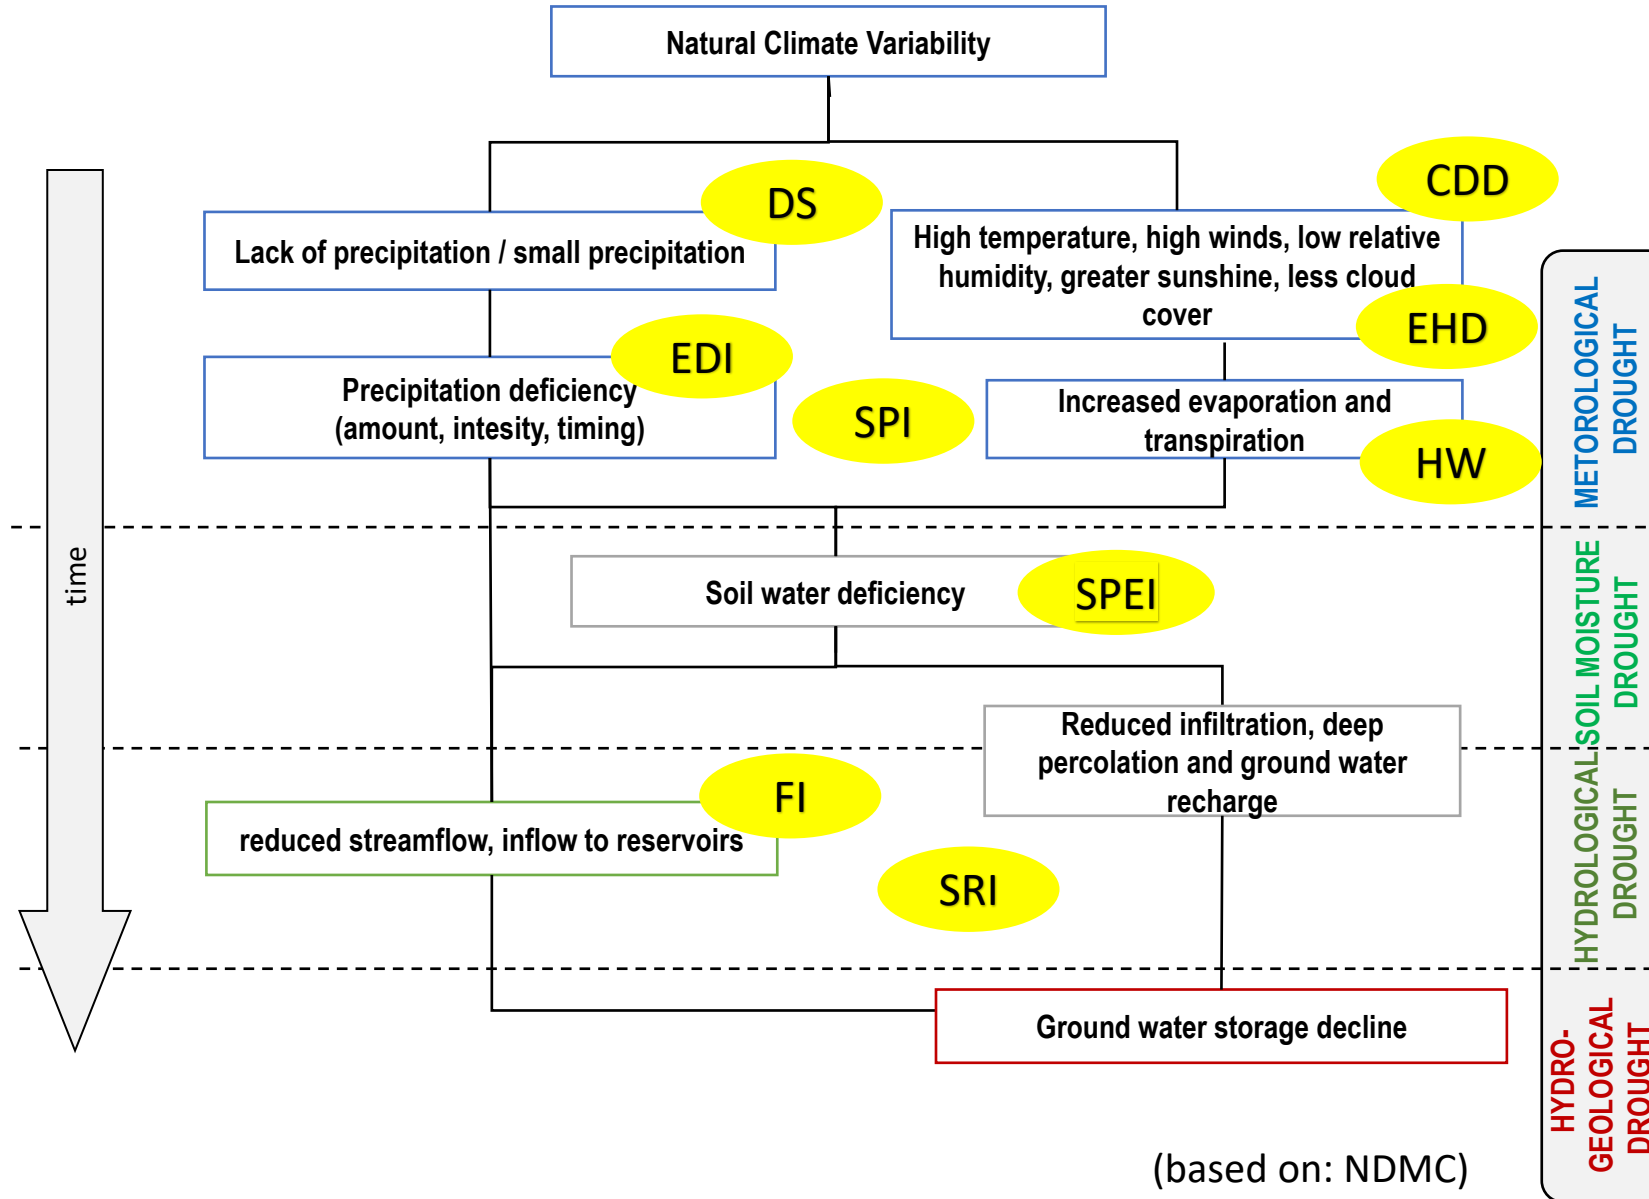 Natural Climate Variability
CDD
DS
Lack of precipitation / small precipitation
High temperature, high winds, low relative
humidity, greater sunshine, less cloud
cover
EHD
EDI
Precipitation deficiency
(amount, intesity, timing)
SPI
Increased evaporation and
transpiration
HW
METOROLOGICAL
DROUGHT
time
Soil water deficiency
SPEI
SOIL MOISTURE
DROUGHT
Reduced infiltration, deep
percolation and ground water
recharge
FI
reduced streamflow, inflow to reservoirs
SRI
HYDROLOGICAL
DROUGHT
Ground water storage decline
HYDRO-
GEOLOGICAL
DROUGHT
(based on: NDMC)